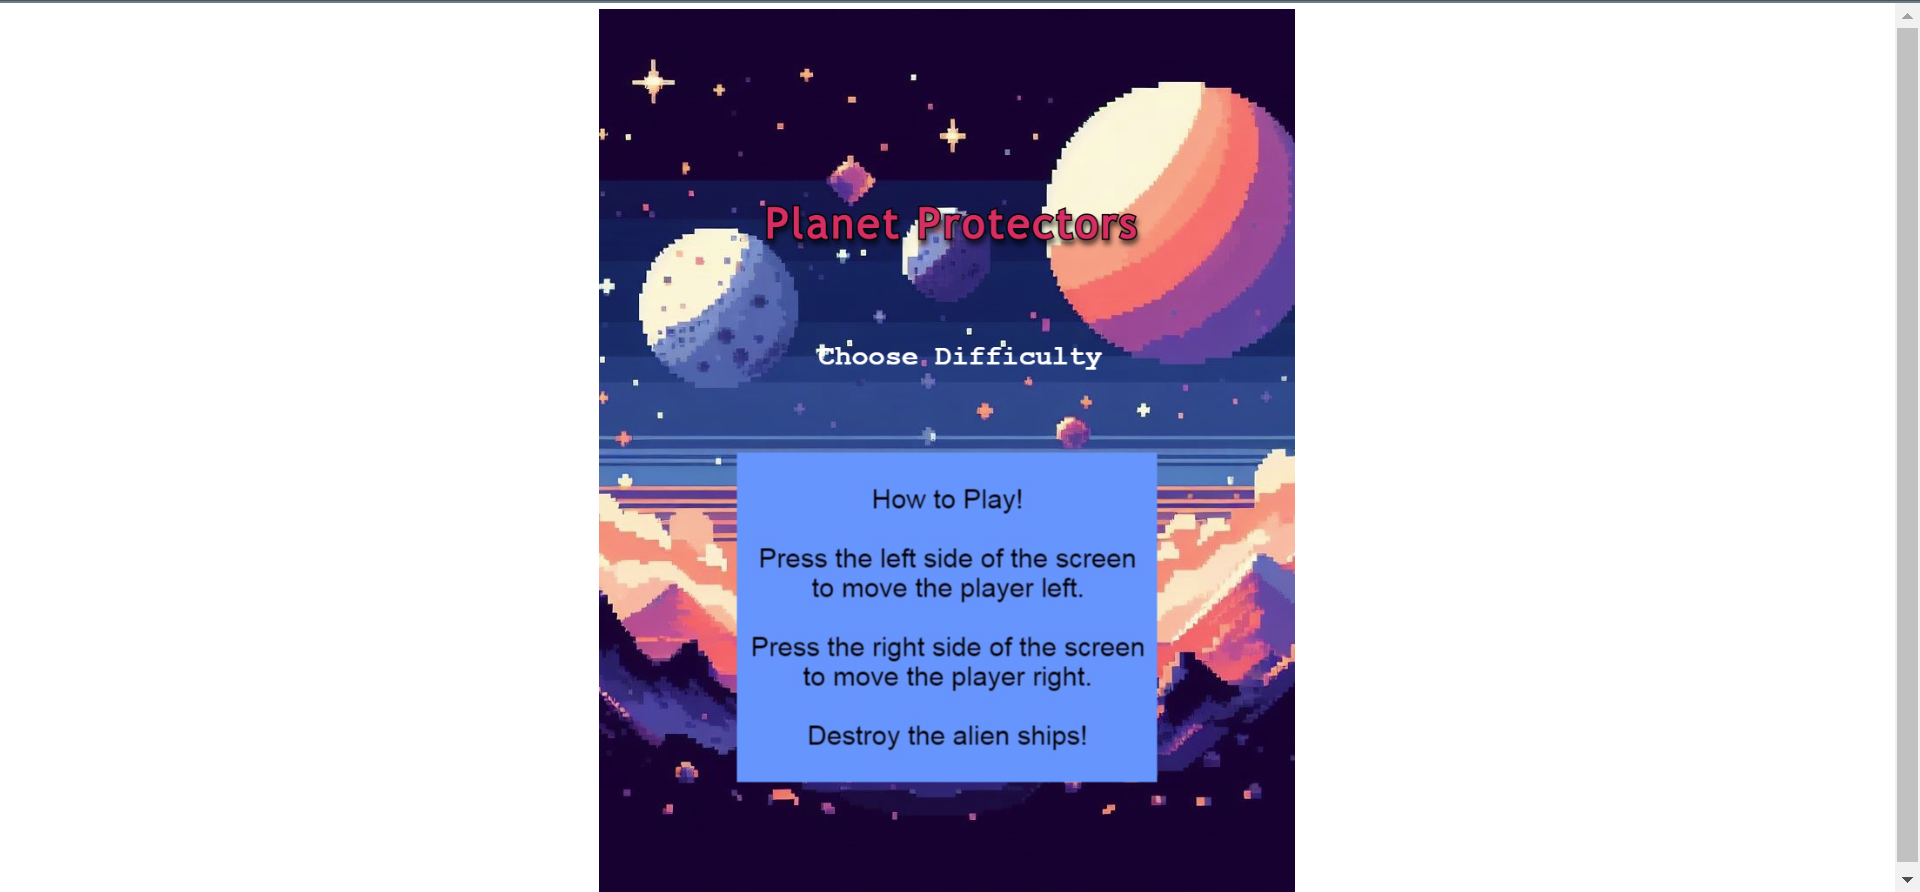 Planet Protectors
Choose Difficulty
How to Play!
Press the left side of the screen
to move the player left.
Press the right side of the screen
to move the player right.
Destroy the alien ships!